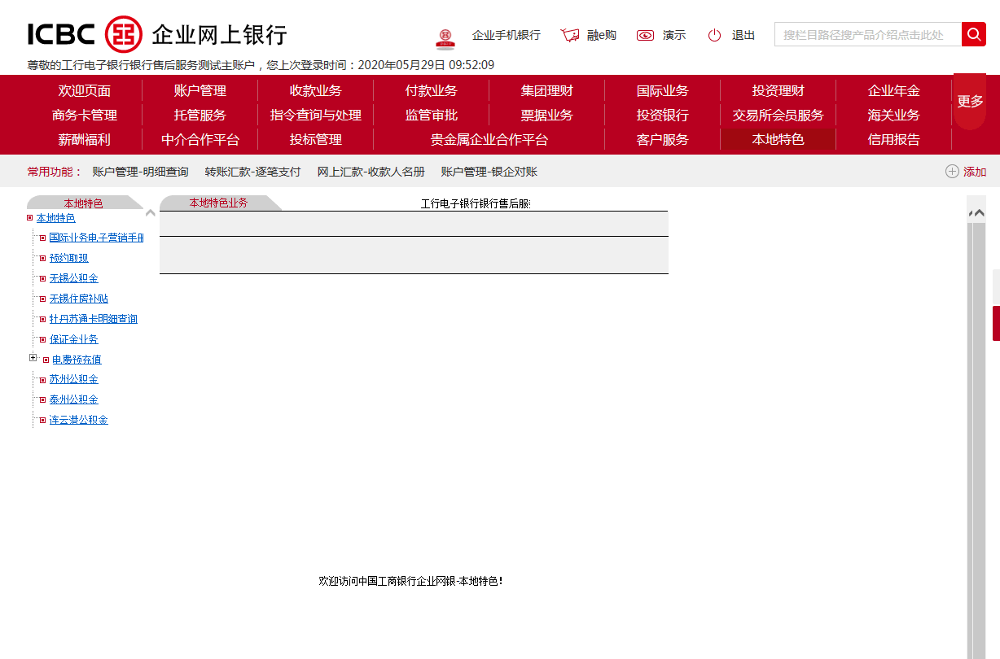 ICBC 企业网上银行
企业手机银行 融e购 演示 退出 搜栏目路径搜产品介绍点击此处
尊敬的工行电子银行银行售后服务测试主账户，您上次登录时间：2020年05月29日 09:52:09
欢迎页面 账户管理 收款业务 付款业务 集团理财 国际业务 投资理财 企业年金
更多
商务卡管理 托管服务 指令查询与处理 监管审批 票据业务 投资银行 交易所会员服务 海关业务
薪酬福利 中介合作平台 投标管理 贵金属企业合作平台 客户服务 本地特色 信用报告
常用功能： 账户管理-明细查询 转账汇款-逐笔支付 网上汇款-收款人名册 账户管理-银企对账 添加
本地特色 本地特色业务 工行电子银行银行售后服
本地特色
国际业务电子营销手册
预约取现
无锡公积金
无锡住房补贴
牡丹苏通卡明细查询
保证金业务
电费预充值
苏州公积金
泰州公积金
连云港公积金
欢迎访问中国工商银行企业网银-本地特色！